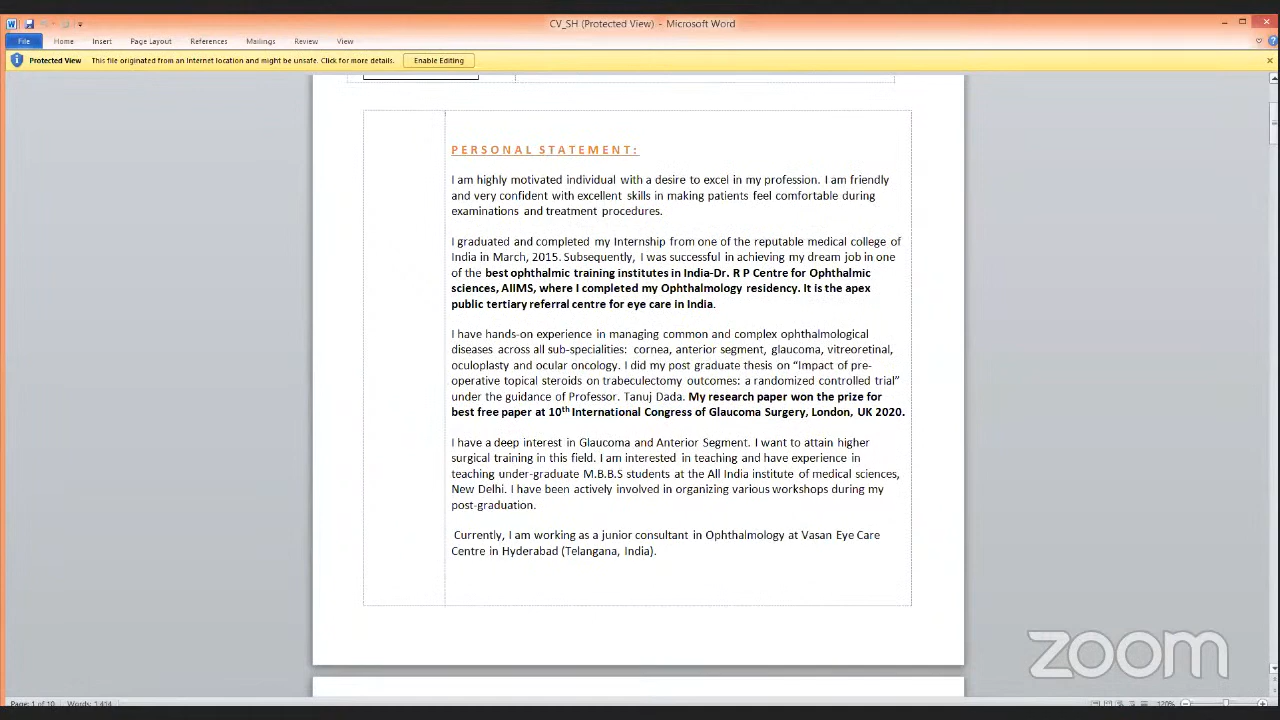 CV_SH (Protected View) - Microsoft Word
File Home Insert Page Layout References Mailings Review View
Protected View This file originated from an Internet location and might be unsafe. Click for more details. Enable Editing
PERSONAL STATEMENT:
I am highly motivated individual with a desire to excel in my profession. I am friendly
and very confident with excellent skills in making patients feel comfortable during
examinations and treatment procedures.
I graduated and completed my Internship from one of the reputable medical college of
India in March, 2015. Subsequently, I was successful in achieving my dream job in one
of the best ophthalmic training institutes in India-Dr. R P Centre for Ophthalmic
sciences, AIIMS, where I completed my Ophthalmology residency. It is the apex
public tertiary referral centre for eye care in India.
I have hands-on experience in managing common and complex ophthalmological
diseases across all sub-specialities: cornea, anterior segment, glaucoma, vitreoretinal,
oculoplasty and ocular oncology. I did my post graduate thesis on “Impact of pre-
operative topical steroids on trabeculectomy outcomes: a randomized controlled trial”
under the guidance of Professor. Tanuj Dada. My research paper won the prize for
best free paper at 10th International Congress of Glaucoma Surgery, London, UK 2020.
I have a deep interest in Glaucoma and Anterior Segment. I want to attain higher
surgical training in this field. I am interested in teaching and have experience in
teaching under-graduate M.B.B.S students at the All India institute of medical sciences,
New Delhi. I have been actively involved in organizing various workshops during my
post-graduation.
Currently, I am working as a junior consultant in Ophthalmology at Vasan Eye Care
Centre in Hyderabad (Telangana, India).
zoom
Page: 1 of 10 Words: 1,414 120%